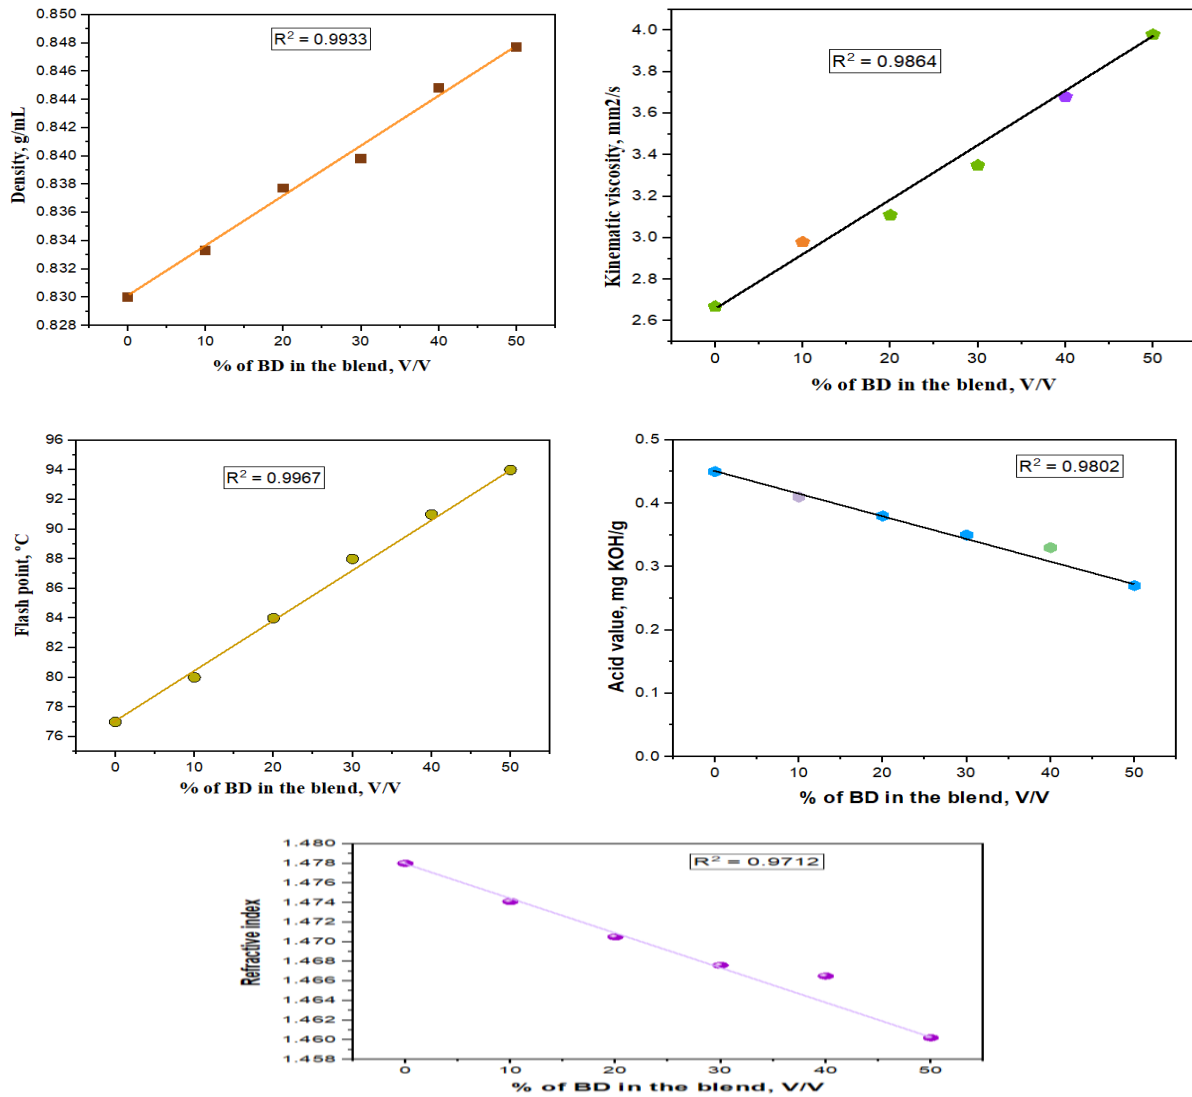 0.850
0.848
0.846
0.844
0.842
0.840
0.838
0.836
0.834
0.832
0.830
0.828
Density, g/mL
R² = 0.9933
0 10 20 30 40 50
% of BD in the blend, V/V
4.0
3.8
3.6
3.4
3.2
3.0
2.8
2.6
Kinematic viscosity, mm2/s
R² = 0.9864
0 10 20 30 40 50
% of BD in the blend, V/V
96
94
92
90
88
86
84
82
80
78
76
Flash point, ºC
R² = 0.9967
0 10 20 30 40 50
% of BD in the blend, V/V
0.5
0.4
0.3
0.2
0.1
0.0
Acid value, mg KOH/g
R² = 0.9802
0 10 20 30 40 50
% of BD in the blend, V/V
1.480
1.478
1.476
1.474
1.472
1.470
1.468
1.466
1.464
1.462
1.460
1.458
Refractive index
R² = 0.9712
0 10 20 30 40 50
% of BD in the blend, V/V